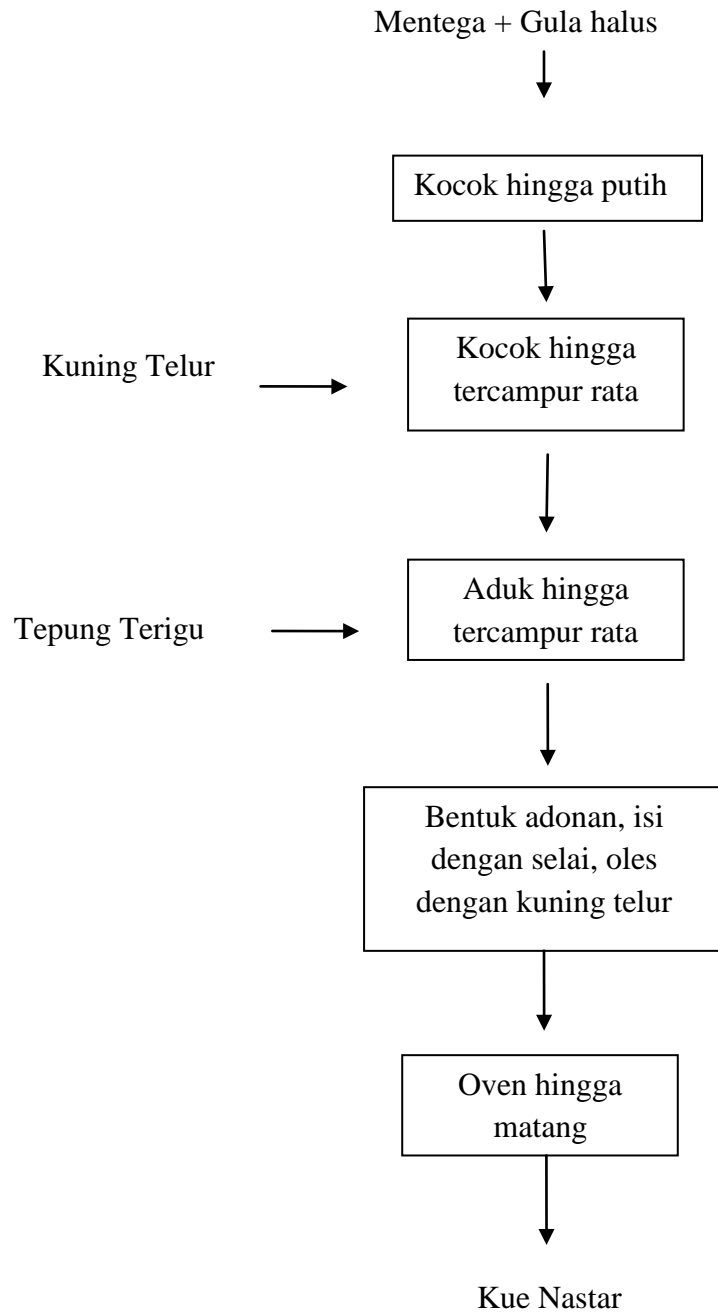 Mentega + Gula halus
Kocok hingga putih
Kuning Telur
Kocok hingga
tercampur rata
Tepung Terigu
Aduk hingga
tercampur rata
Bentuk adonan, isi
dengan selai, oles
dengan kuning telur
Oven hingga
matang
Kue Nastar